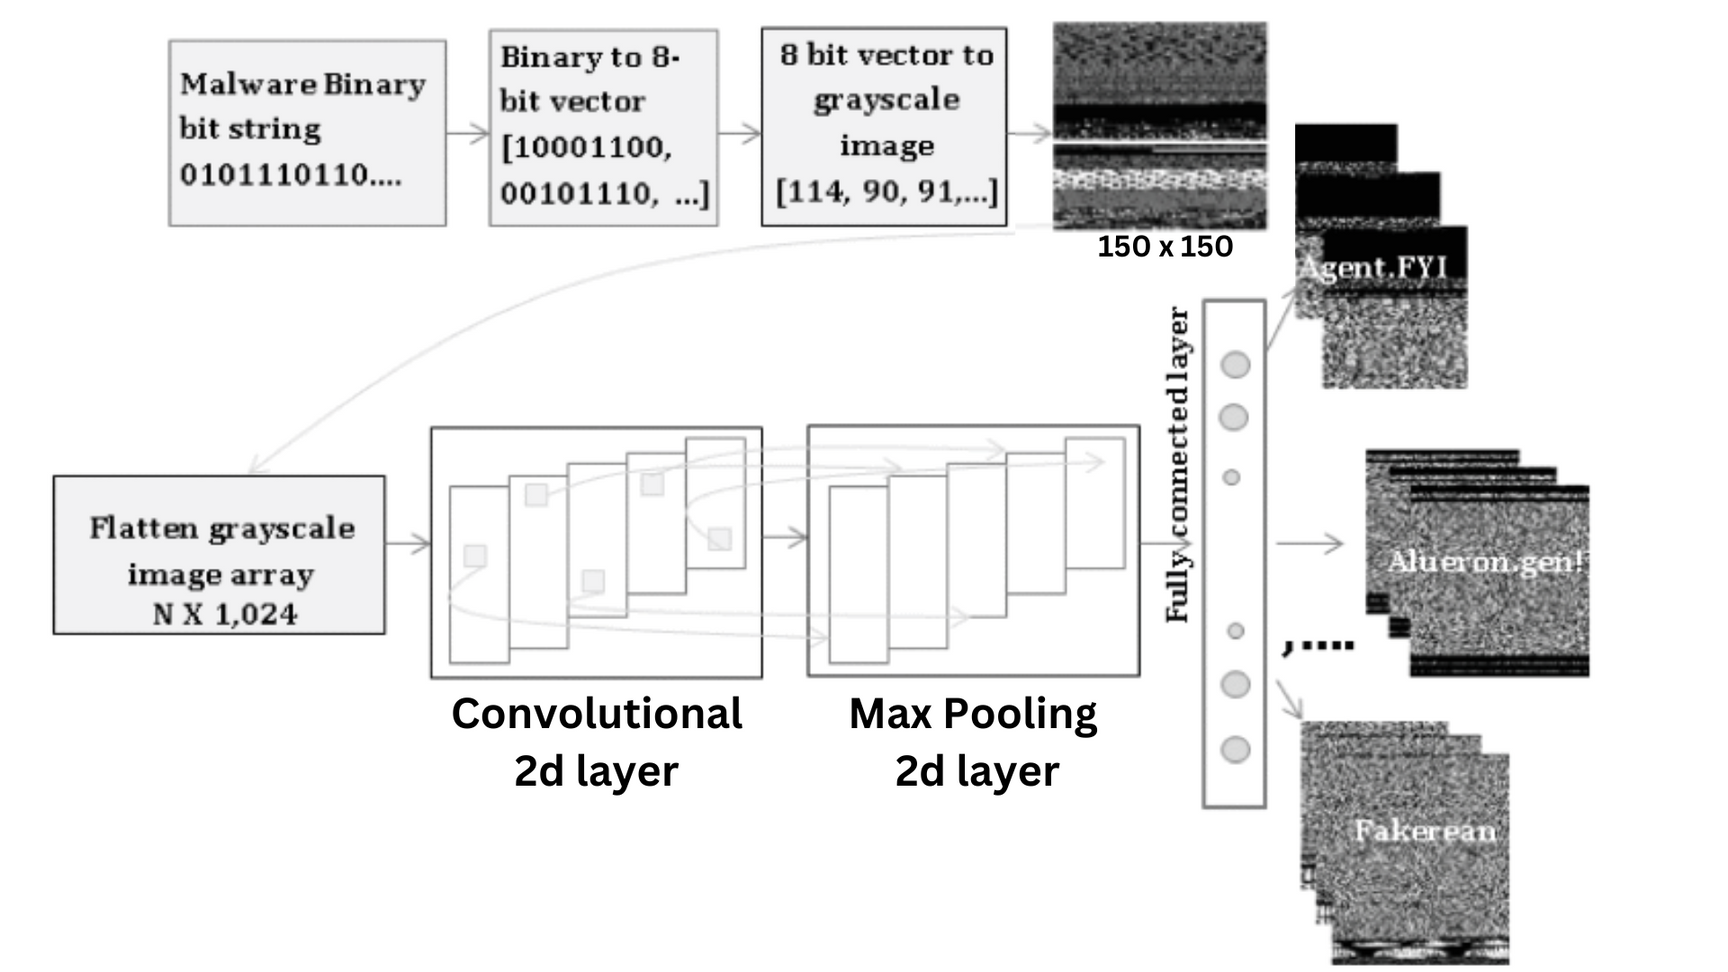 Malware Binary
bit string
0101110110....
Binary to 8-
bit vector
[10001100,
00101110, ...]
8 bit vector to
grayscale
image
[114, 90, 91,...]
150 x 150
Agent.FYI
Fully connected layer
Flatten grayscale
image array
N X 1,024
Alueron.gen!
,.....
Convolutional
2d layer
Max Pooling
2d layer
Fakerean